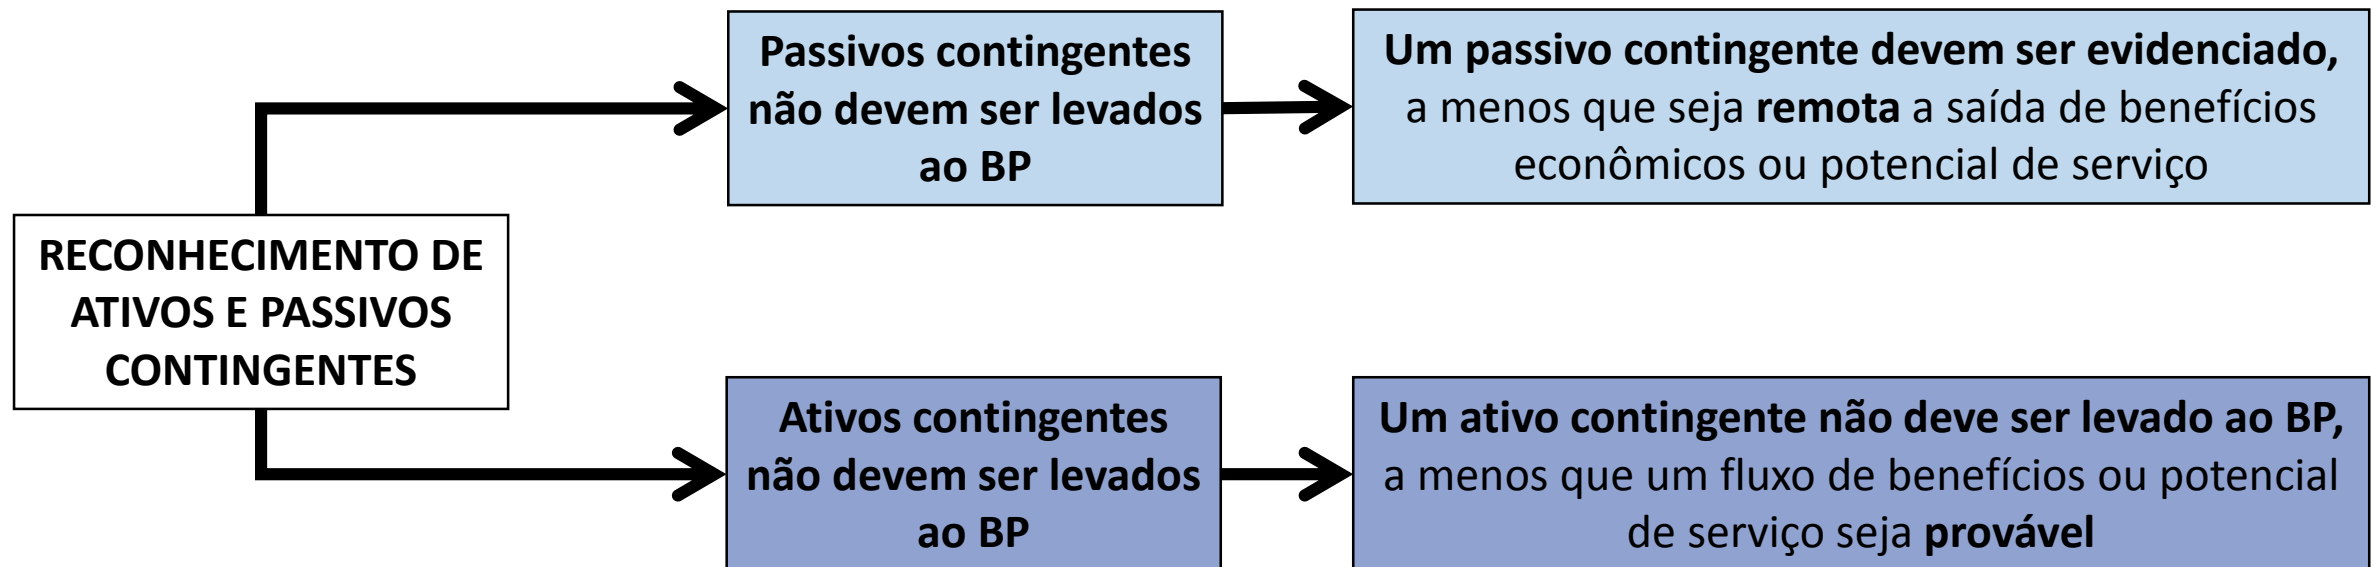 RECONHECIMENTO DE
ATIVOS E PASSIVOS
CONTINGENTES
Passivos contingentes
não devem ser levados
ao BP
Um passivo contingente devem ser evidenciado,
a menos que seja remota a saída de benefícios
econômicos ou potencial de serviço
Ativos contingentes
não devem ser levados
ao BP
Um ativo contingente não deve ser levado ao BP,
a menos que um fluxo de benefícios ou potencial
de serviço seja provável